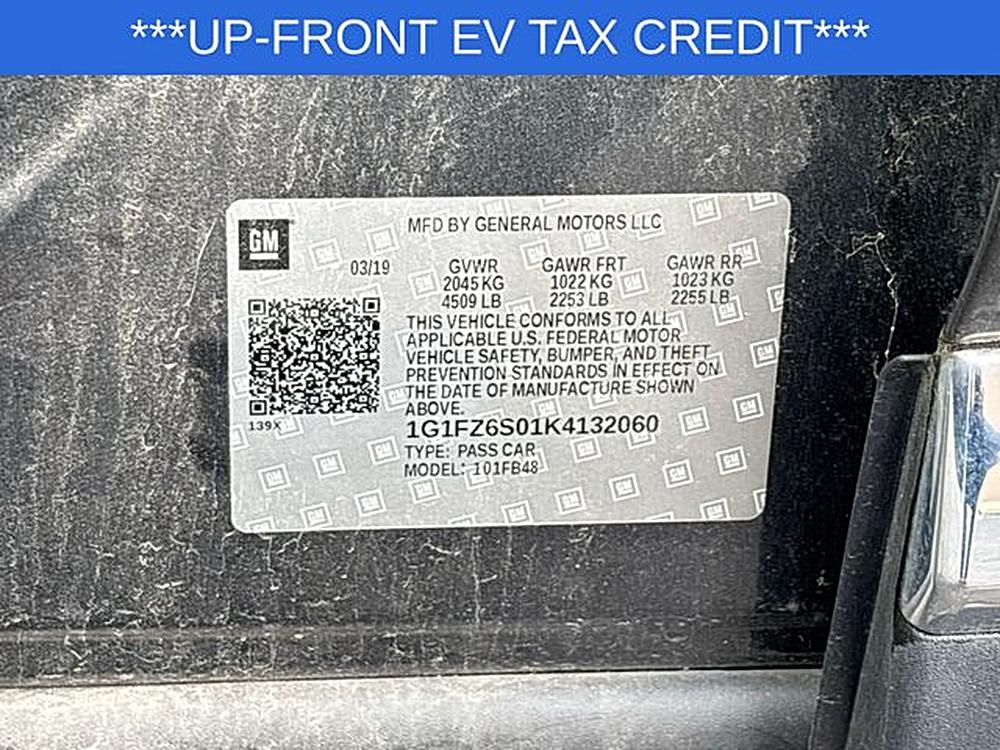 ***UP-FRONT EV TAX CREDIT***
GM
MFD BY GENERAL MOTORS LLC
03/19
GVWR GAWR FRT GAWR RR
2045 KG 1022 KG 1023 KG
4509 LB 2253 LB 2255 LB
THIS VEHICLE CONFORMS TO ALL
APPLICABLE U.S. FEDERAL MOTOR
VEHICLE SAFETY, BUMPER, AND THEFT
PREVENTION STANDARDS IN EFFECT ON
THE DATE OF MANUFACTURE SHOWN
ABOVE.
139X
1G1FZ6S01K4132060
TYPE: PASS CAR
MODEL: 101FB48